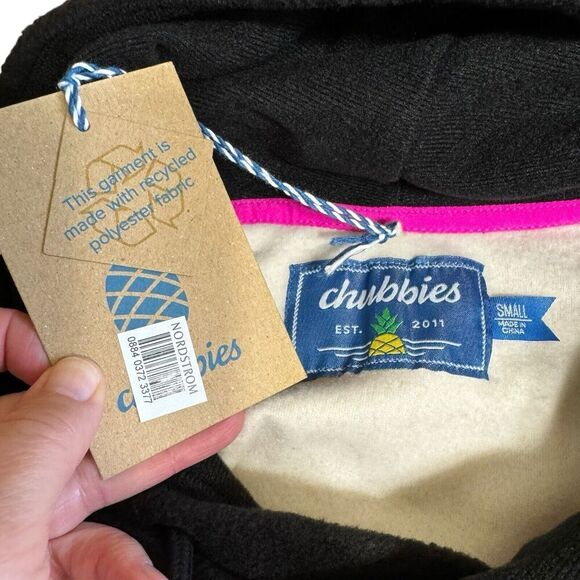 This garment is
made with recycled
polyester fabric
NORDSTROM
0884 0372 3377
chubbies
EST. 2011
SMALL
MADE IN
CHINA